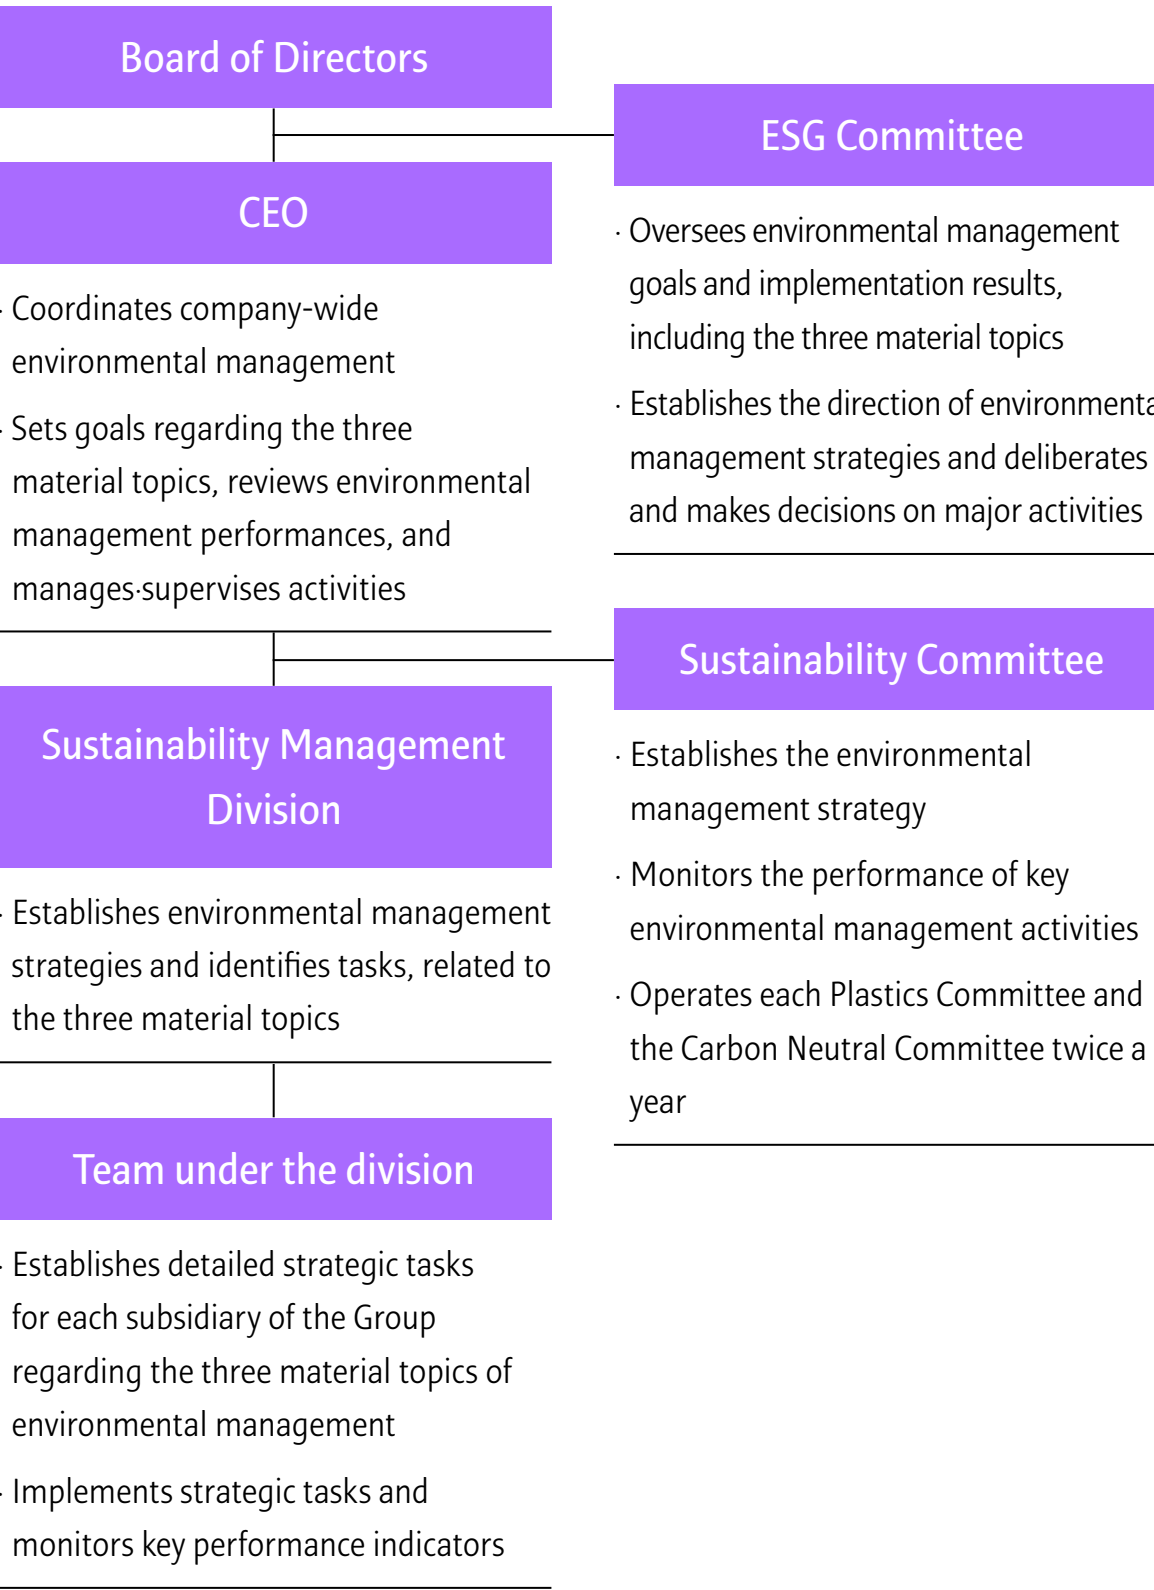 Board of Directors
ESG Committee
· Oversees environmental management
goals and implementation results,
including the three material topics
· Establishes the direction of environmenta
management strategies and deliberates
and makes decisions on major activities
CEO
· Coordinates company-wide
environmental management
· Sets goals regarding the three
material topics, reviews environmental
management performances, and
manages·supervises activities
Sustainability Committee
· Establishes the environmental
management strategy
· Monitors the performance of key
environmental management activities
· Operates each Plastics Committee and
the Carbon Neutral Committee twice a
year
Sustainability Management
Division
· Establishes environmental management
strategies and identifies tasks, related to
the three material topics
Team under the division
· Establishes detailed strategic tasks
for each subsidiary of the Group
regarding the three material topics of
environmental management
· Implements strategic tasks and
monitors key performance indicators